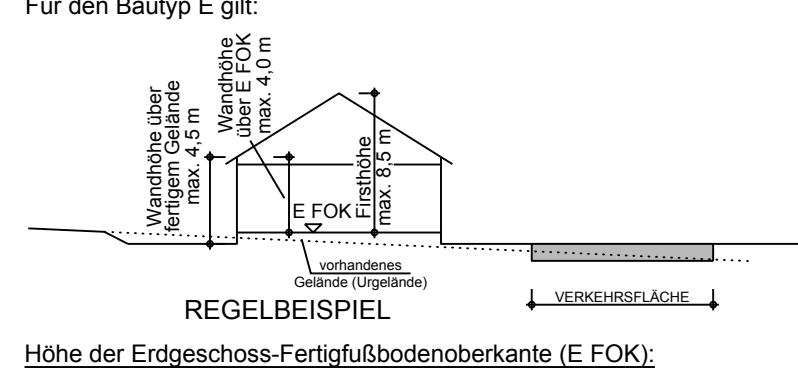 Für den Bautyp E gilt:
Wandhöhe über
fertigem Gelände
max. 4,5 m
Wandhöhe
über E FOK
max. 4,0 m
Firsthöhe
max. 8,5 m
E FOK
vorhandenes
Gelände (Urgelände)
VERKEHRSFLÄCHE
REGELBEISPIEL
Höhe der Erdgeschoss-Fertigfußbodenoberkante (E FOK):